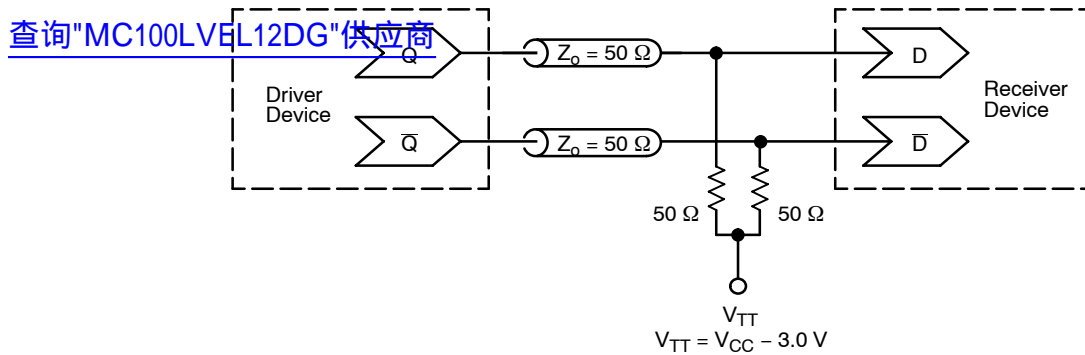 查询"MC100LVEL12DG"供应商
Q
Zo = 50 Ω
D
Driver
Device
Receiver
Device
Q̅
Zo = 50 Ω
D̅
50 Ω
50 Ω
VTT
VTT = VCC − 3.0 V